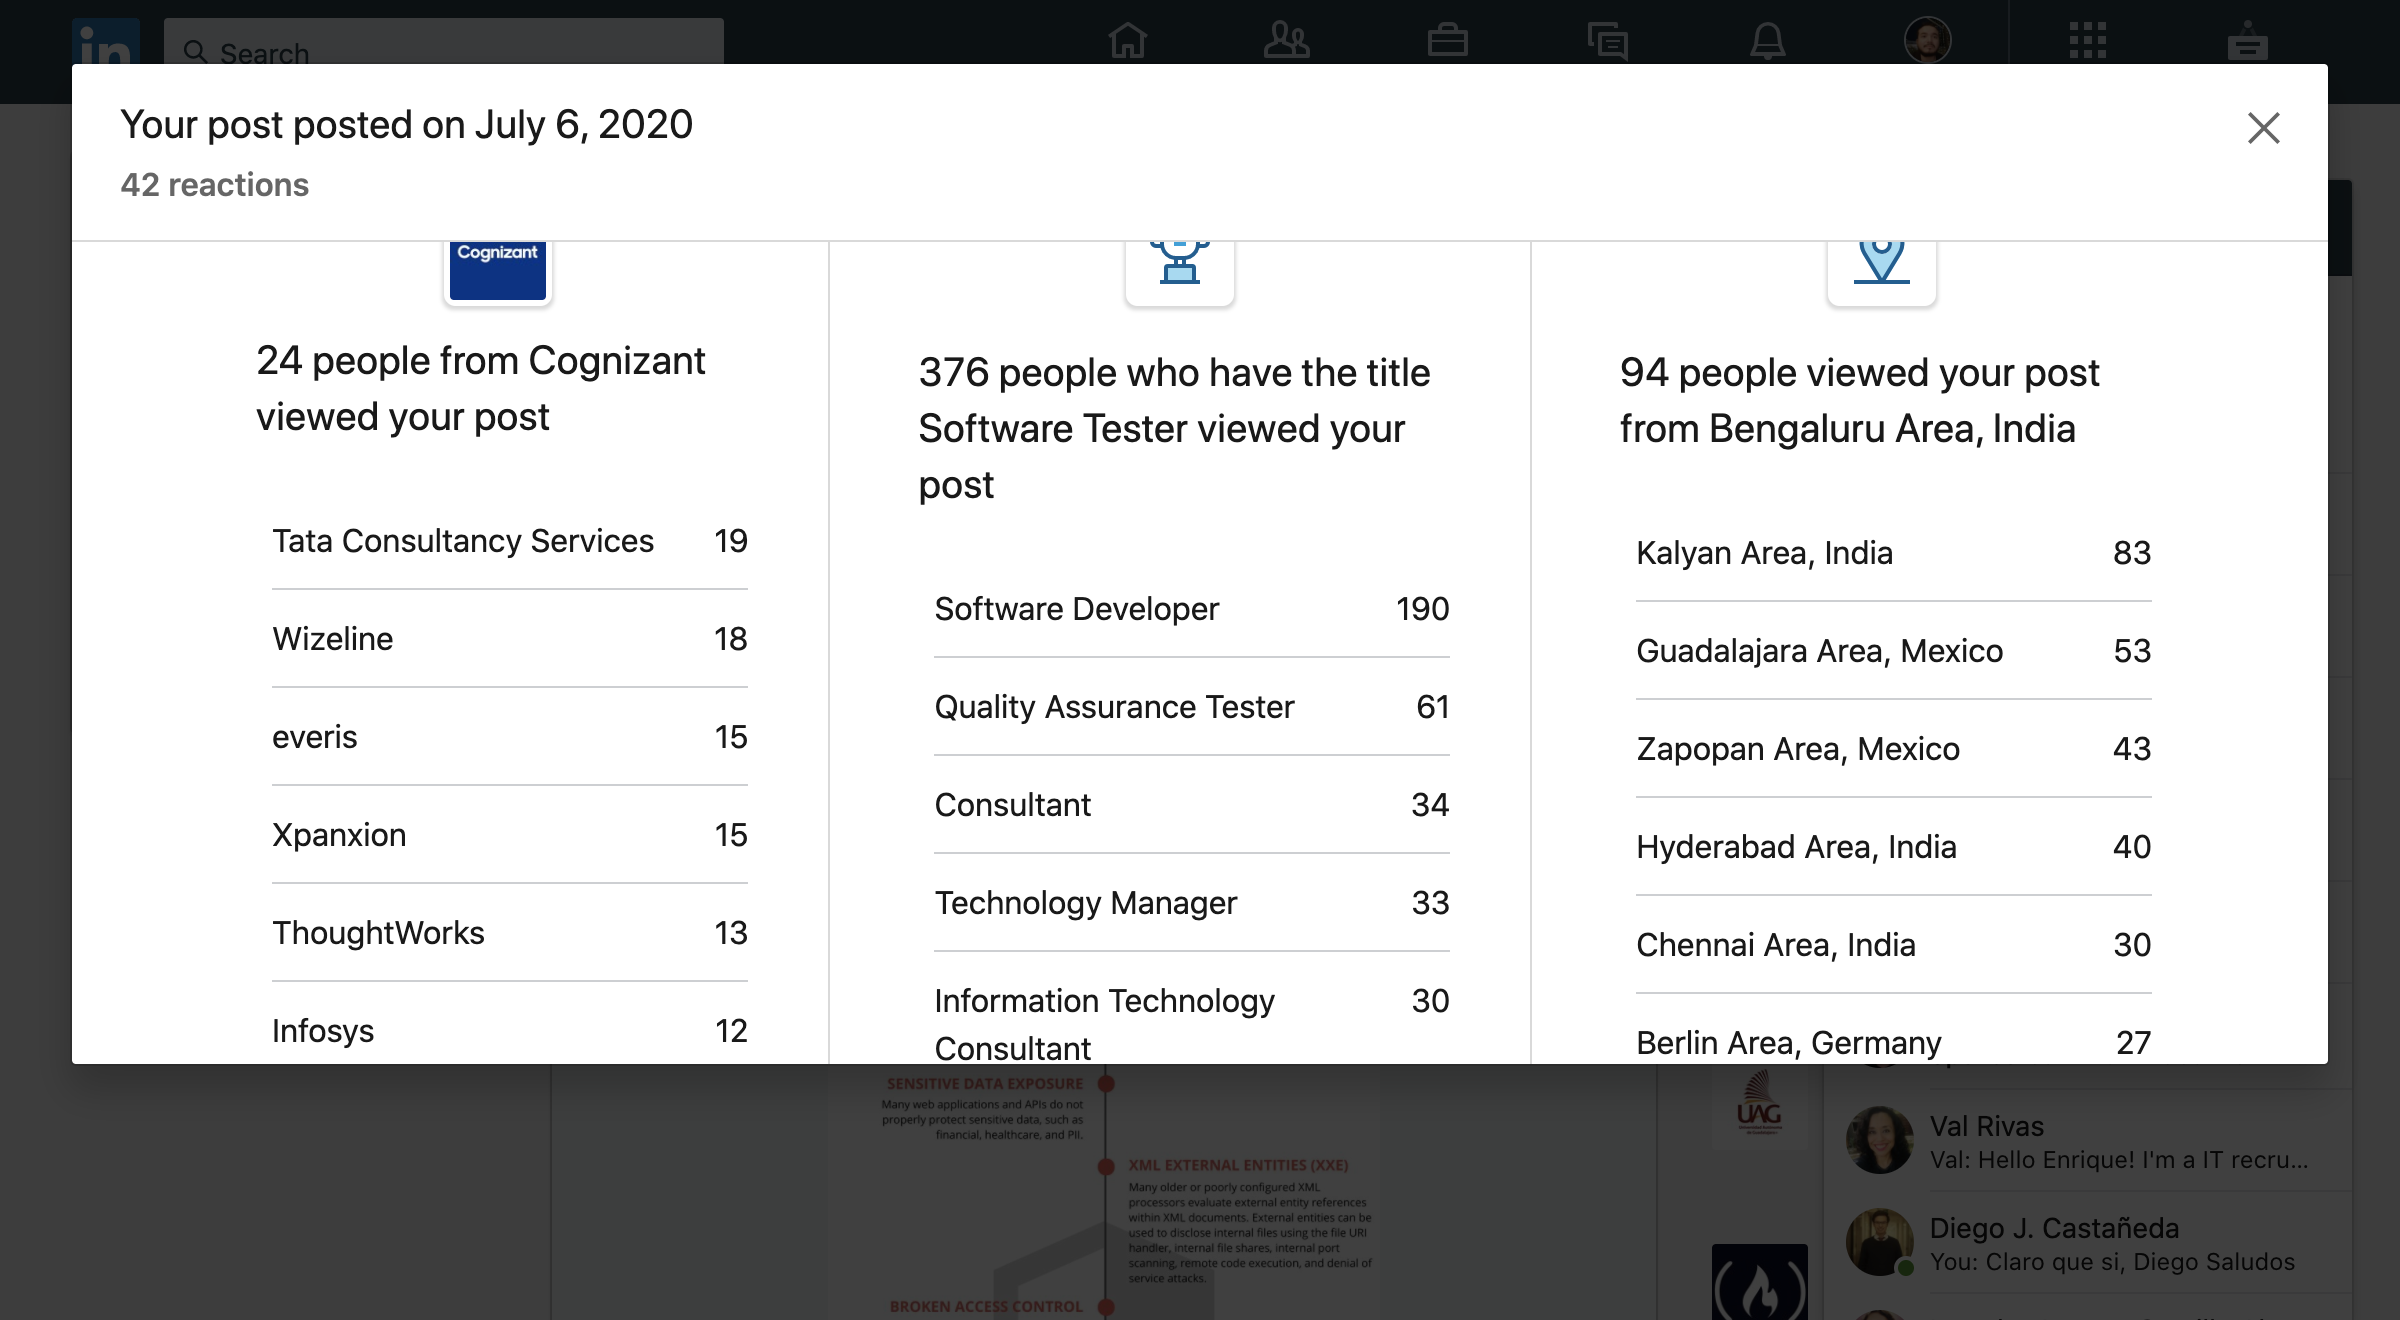 in
Search
Your post posted on July 6, 2020
42 reactions
Cognizant
24 people from Cognizant
viewed your post
Tata Consultancy Services 19
Wizeline 18
everis 15
Xpanxion 15
ThoughtWorks 13
Infosys 12
376 people who have the title
Software Tester viewed your
post
Software Developer 190
Quality Assurance Tester 61
Consultant 34
Technology Manager 33
Information Technology 30
Consultant
94 people viewed your post
from Bengaluru Area, India
Kalyan Area, India 83
Guadalajara Area, Mexico 53
Zapopan Area, Mexico 43
Hyderabad Area, India 40
Chennai Area, India 30
Berlin Area, Germany 27
SENSITIVE DATA EXPOSURE
Many web applications and APIs do not
properly protect sensitive data, such as
financial, healthcare, and PII.
XML EXTERNAL ENTITIES (XXE)
Many older or poorly configured XML
processors evaluate external entity references
within XML documents. External entities can be
used to disclose internal files using the file URI
handler, internal file shares, internal port
scanning, remote code execution, and denial of
service attacks.
BROKEN ACCESS CONTROL
UAG
Val Rivas
Val: Hello Enrique! I'm a IT recru...
Diego J. Castañeda
You: Claro que si, Diego Saludos